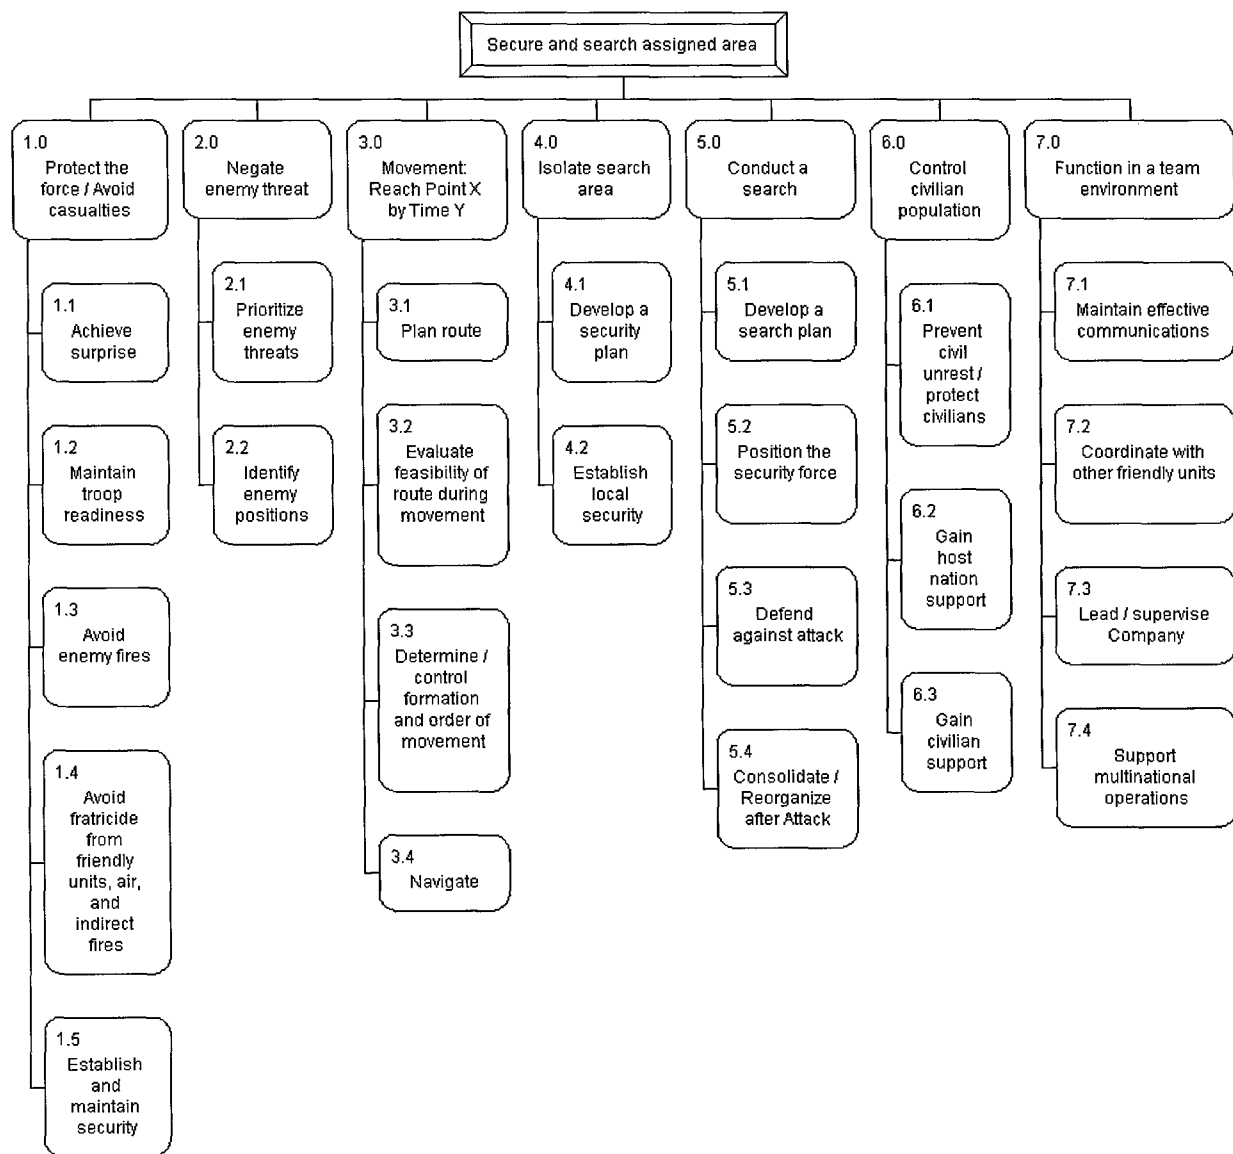 Secure and search assigned area
1.0
Protect the
force / Avoid
casualties
2.0
Negate
enemy threat
3.0
Movement:
Reach Point X
by Time Y
4.0
Isolate search
area
5.0
Conduct a
search
6.0
Control
civilian
population
7.0
Function in a team
environment
1.1
Achieve
surprise
1.2
Maintain
troop
readiness
1.3
Avoid
enemy fires
1.4
Avoid
fratricide
from
friendly
units, air,
and
indirect
fires
1.5
Establish
and
maintain
security
2.1
Prioritize
enemy
threats
2.2
Identify
enemy
positions
3.1
Plan route
3.2
Evaluate
feasibility of
route during
movement
3.3
Determine /
control
formation
and order of
movement
3.4
Navigate
4.1
Develop a
security
plan
4.2
Establish
local
security
5.1
Develop a
search plan
5.2
Position the
security force
5.3
Defend
against attack
5.4
Consolidate /
Reorganize
after Attack
6.1
Prevent
civil
unrest /
protect
civilians
6.2
Gain
host
nation
support
6.3
Gain
civilian
support
7.1
Maintain effective
communications
7.2
Coordinate with
other friendly units
7.3
Lead / supervise
Company
7.4
Support
multinational
operations